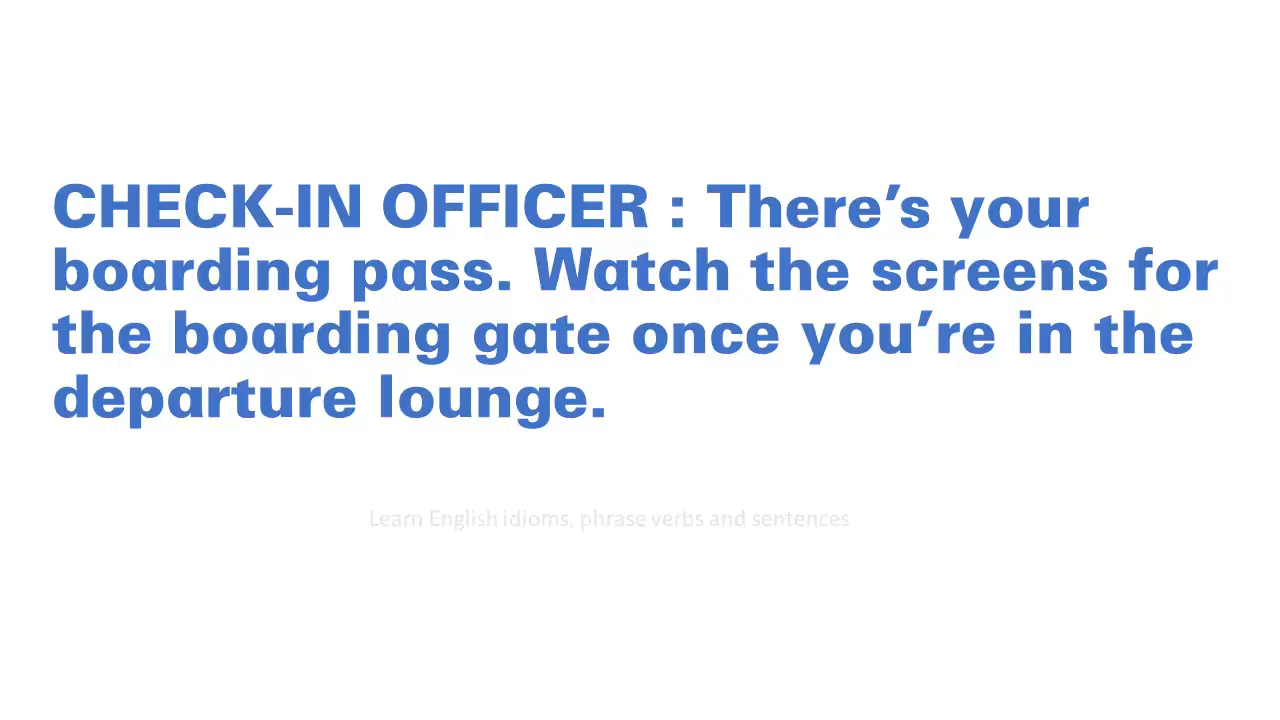 CHECK-IN OFFICER : There’s your
boarding pass. Watch the screens for
the boarding gate once you’re in the
departure lounge.
Learn English idioms, phrase verbs and sentences